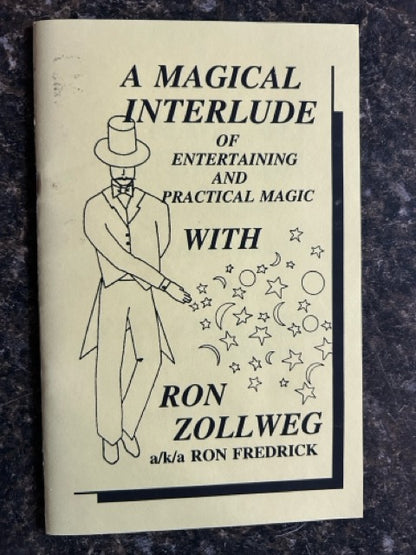 A MAGICAL
INTERLUDE
OF
ENTERTAINING
AND
PRACTICAL MAGIC
WITH
RON
ZOLLWEG
a/k/a RON FREDRICK